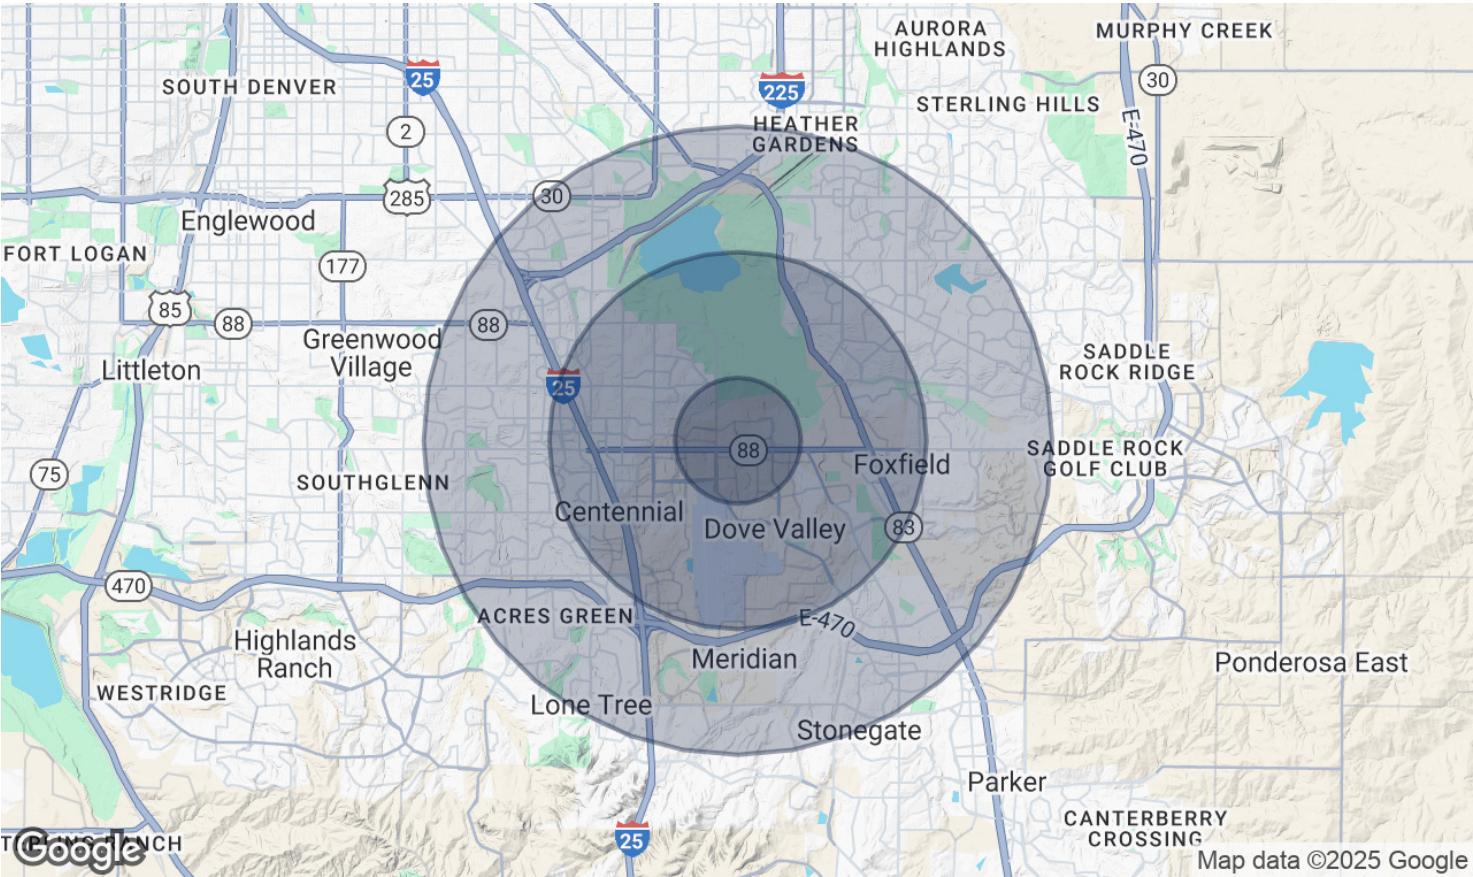 AURORA
HIGHLANDS
MURPHY CREEK
25
SOUTH DENVER
225
30
STERLING HILLS
2
HEATHER
GARDENS
E-470
285
30
Englewood
FORT LOGAN
177
85
88
88
Greenwood
Village
Littleton
25
SADDLE
ROCK RIDGE
88
Foxfield
SADDLE ROCK
GOLF CLUB
75
SOUTHGLENN
Centennial
Dove Valley
83
470
ACRES GREEN
E-470
Highlands
Ranch
Meridian
Ponderosa East
WESTRIDGE
Lone Tree
Stonegate
Parker
CANTERBERRY
CROSSING
25
RANCH
Google
Map data ©2025 Google